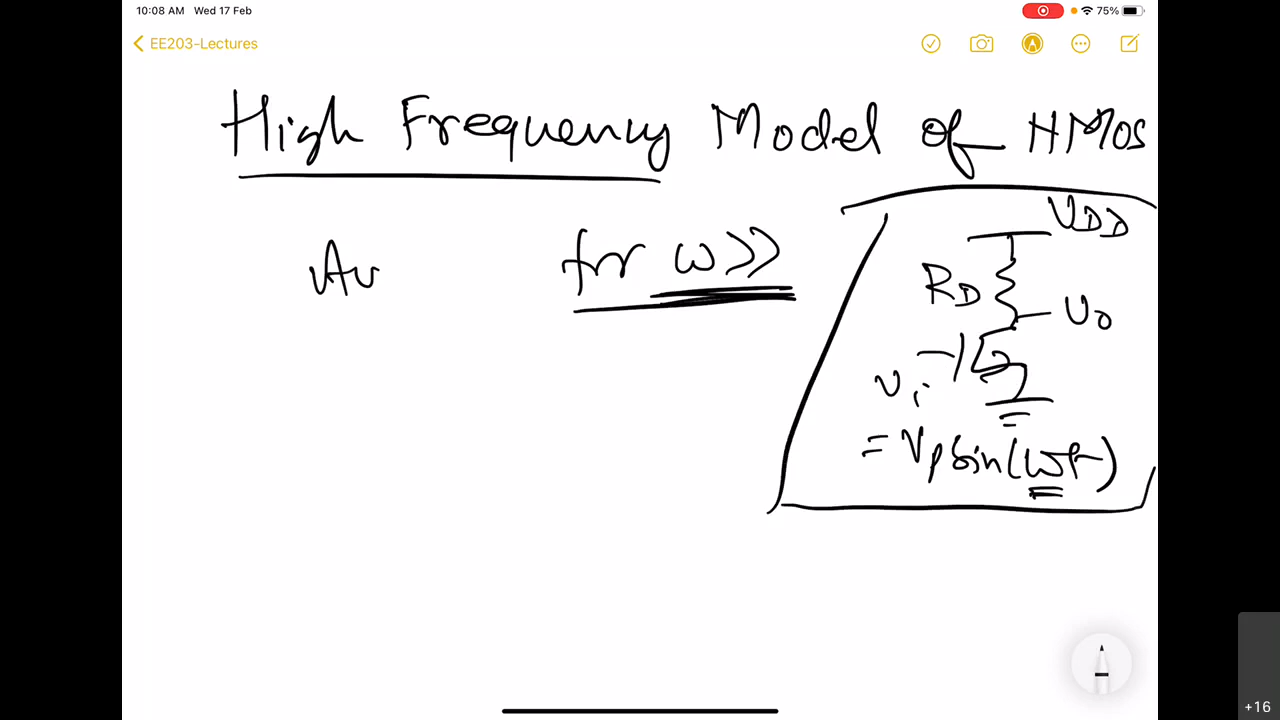 10:08 AM Wed 17 Feb
75%
EE203-Lectures
High Frequency Model of NMOS
Av for ω>>
VDD
RD
vo
vi
= Vp sin(ωt)
+16